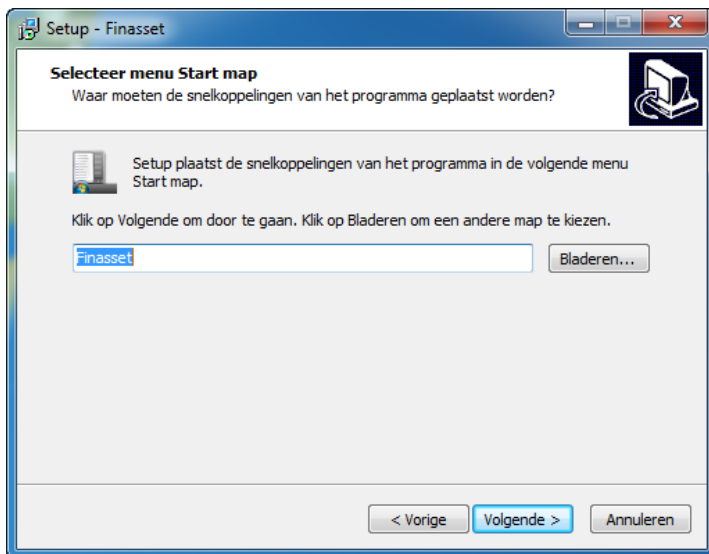 Setup - Finasset
Selecteer menu Start map
Waar moeten de snelkoppelingen van het programma geplaatst worden?
Setup plaatst de snelkoppelingen van het programma in de volgende menu
Start map.
Klik op Volgende om door te gaan. Klik op Bladeren om een andere map te kiezen.
Finasset
Bladeren...
< Vorige
Volgende >
Annuleren